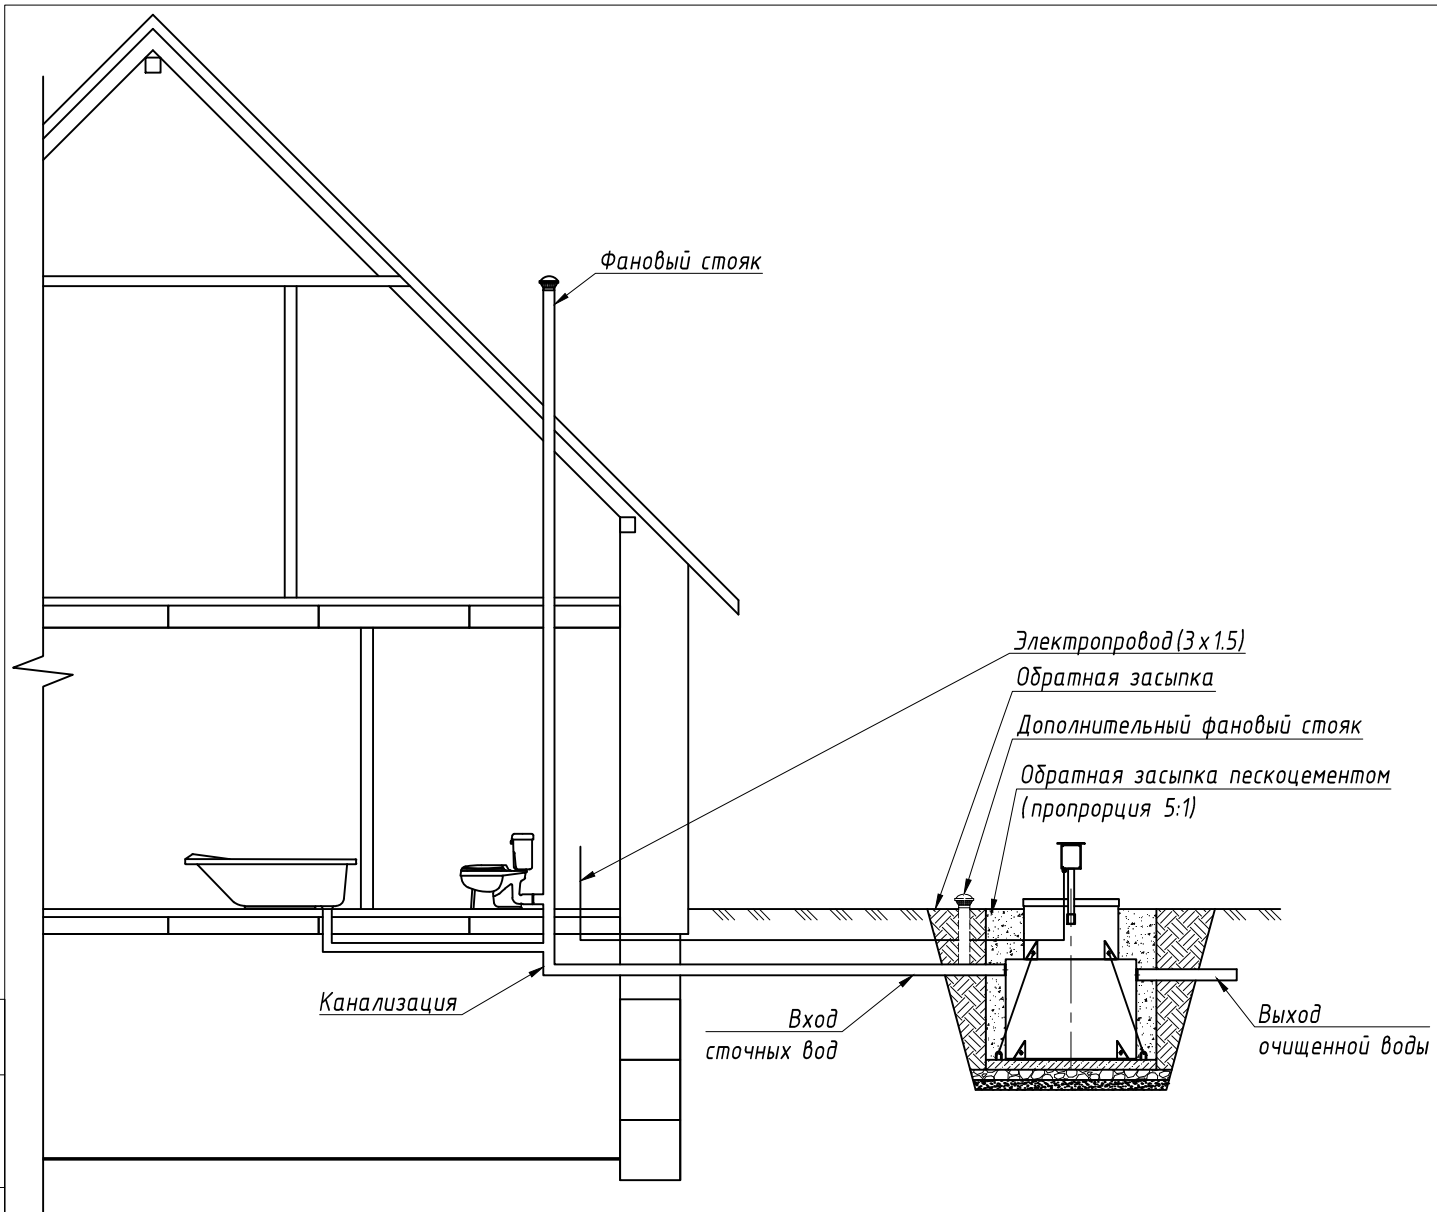 Фановый стояк
Электропровод (3 x 1.5)
Обратная засыпка
Дополнительный фановый стояк
Обратная засыпка пескоцементом
(пропрорция 5:1)
Канализация
Вход
сточных вод
Выход
очищенной воды